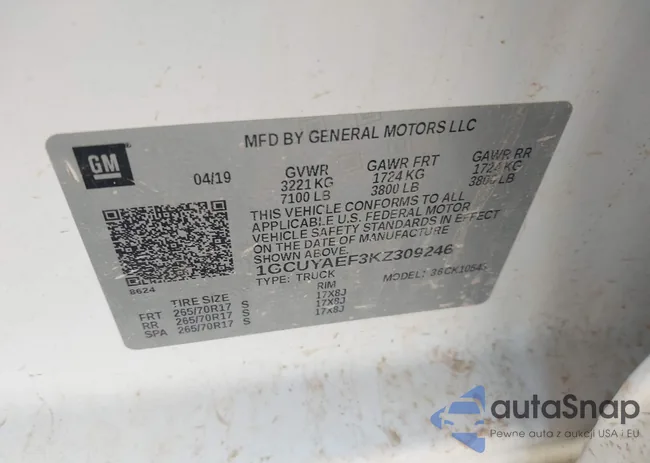 MFD BY GENERAL MOTORS LLC
GM
04/19 GVWR GAWR FRT GAWR RR
3221 KG 1724 KG 1724 KG
7100 LB 3800 LB 3800 LB
THIS VEHICLE CONFORMS TO ALL
APPLICABLE U.S. FEDERAL MOTOR
VEHICLE SAFETY STANDARDS IN EFFECT
ON THE DATE OF MANUFACTURE
SHOWN ABOVE.
1GCUYAEF3KZ309246
TYPE: TRUCK MODEL:
8624
TIRE SIZE RIM
FRT 265/70R17 S 17X8J
RR 265/70R17 S 17X8J
SPA 265/70R17 S 17X8J
autaSnap
Pewne auta z aukcji USA i EU